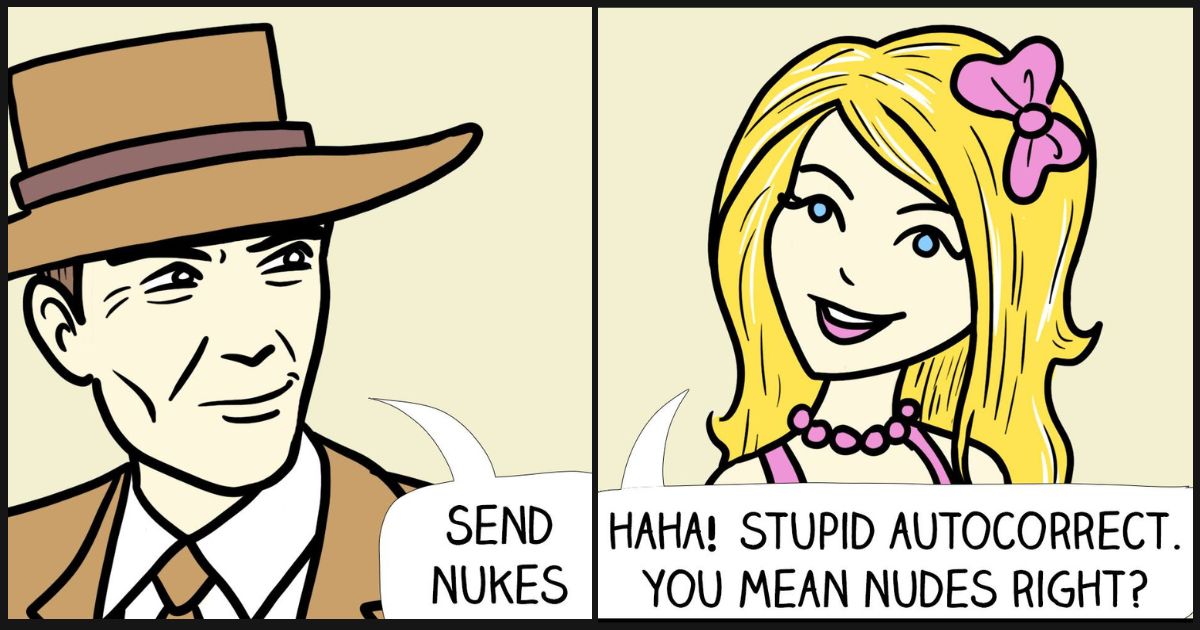 SEND
NUKES
HAHA! STUPID AUTOCORRECT.
YOU MEAN NUDES RIGHT?